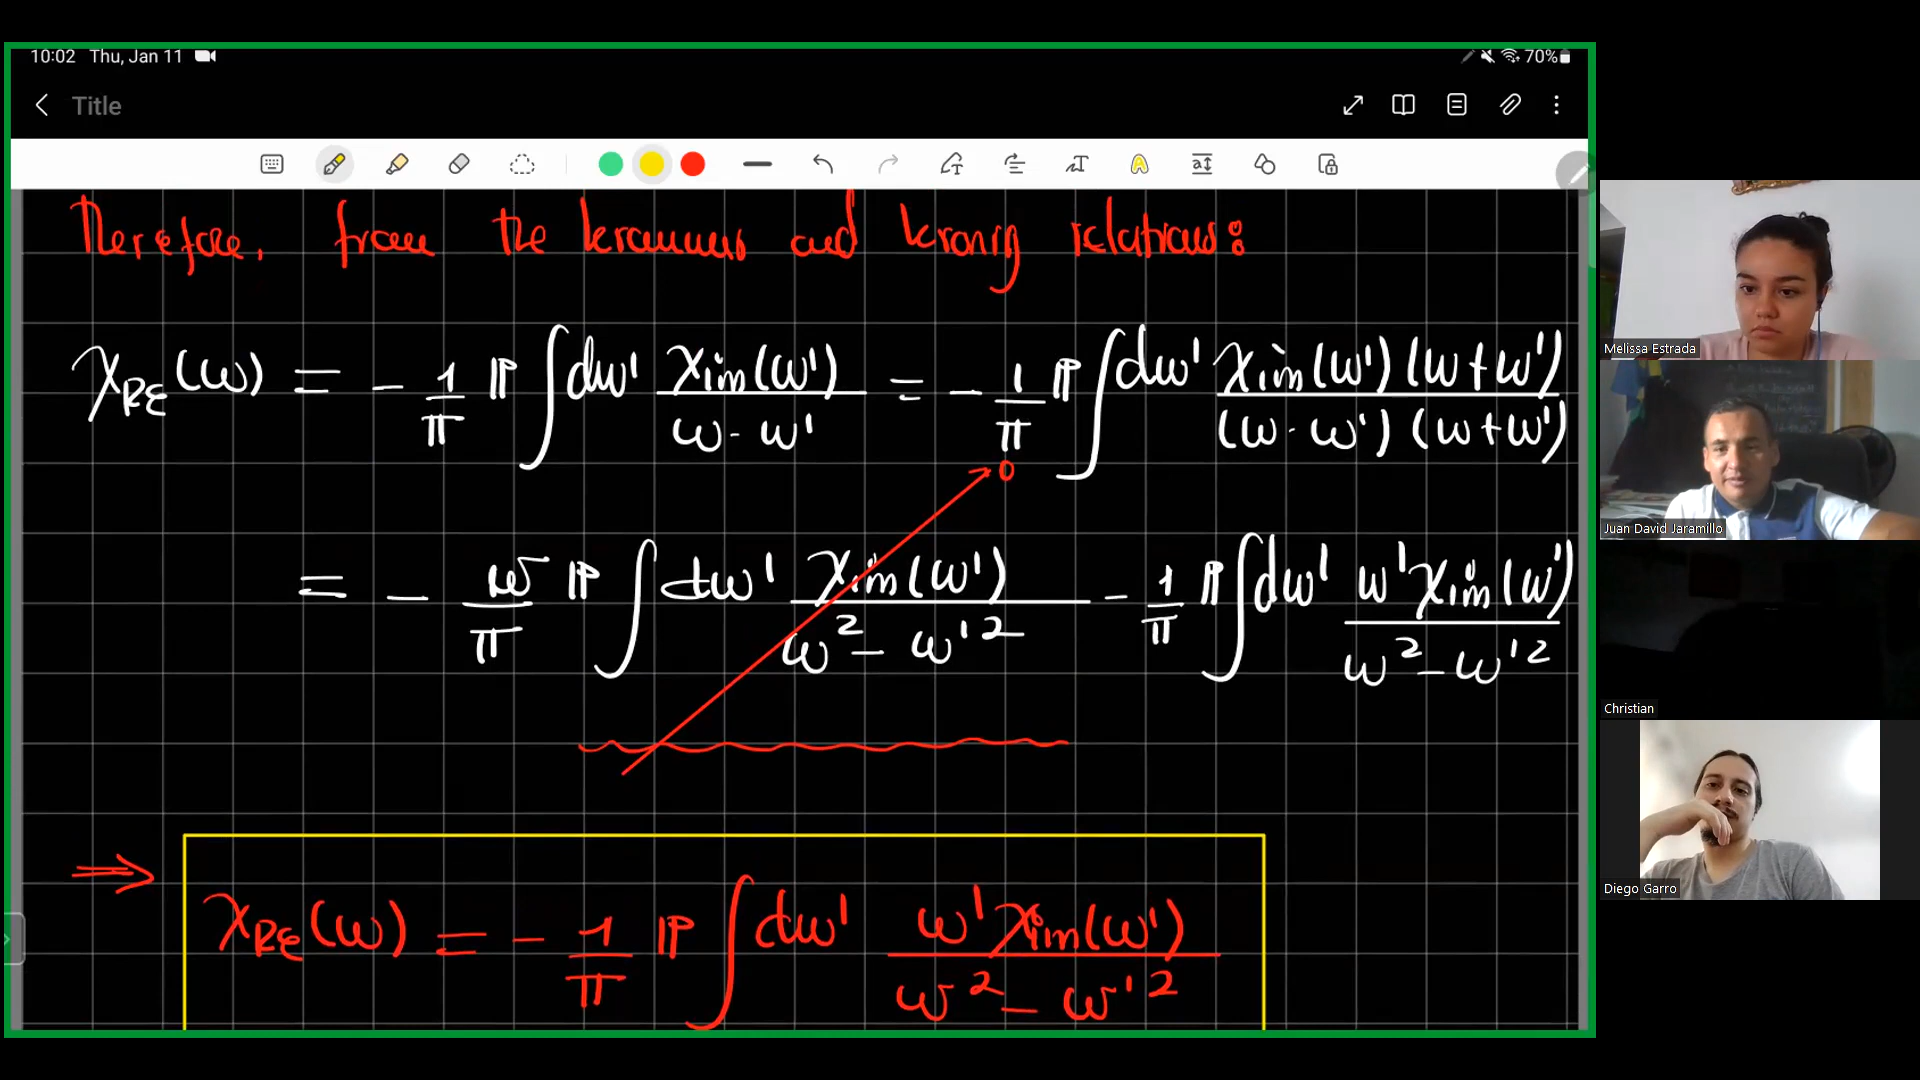 10:02 Thu, Jan 11 70%
Title
Therefore, from the kramers and kronig relations:
χ_RE(ω) = - 1/π ℙ ∫ dω' χim(ω') / (ω - ω') = - 1/π ℙ ∫ dω' χim(ω') (ω+ω') / (ω - ω') (ω+ω')
= - ω/π ℙ ∫ dω' χim(ω') / (ω² - ω'²) - 1/π ℙ ∫ dω' ω' χim(ω') / (ω² - ω'²)
0
⇒ χ_RE(ω) = - 1/π ℙ ∫ dω' ω' χim(ω') / (ω² - ω'²)
Melissa Estrada
Juan David Jaramillo
Christian
Diego Garro